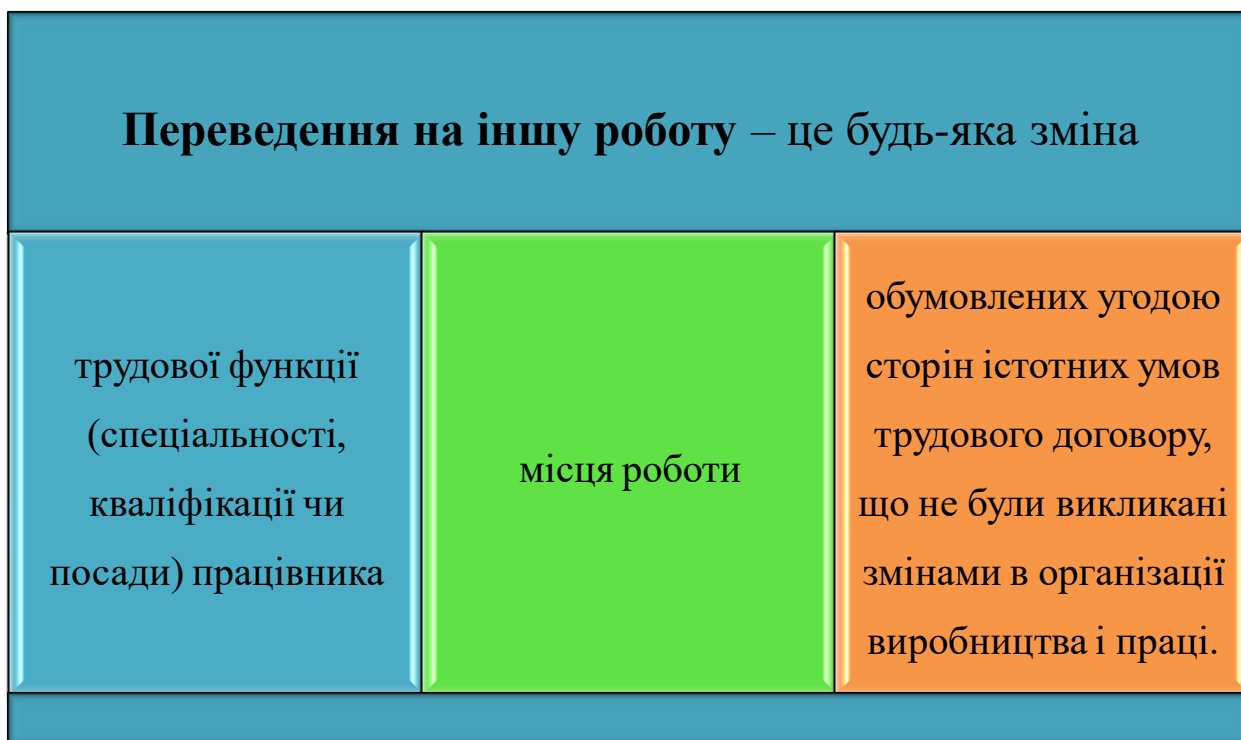 Переведення на іншу роботу – це будь-яка зміна
трудової функції
(спеціальності,
кваліфікації чи
посади) працівника
місця роботи
обумовлених угодою
сторін істотних умов
трудового договору,
що не були викликані
змінами в організації
виробництва і праці.